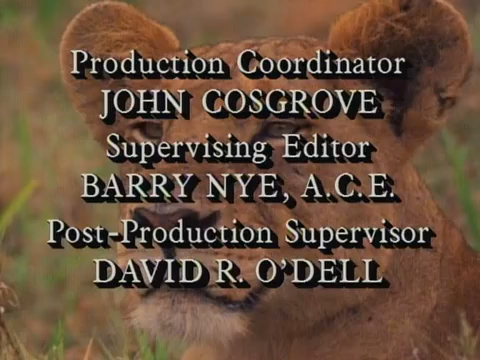 Production Coordinator
JOHN COSGROVE
Supervising Editor
BARRY NYE, A.C.E.
Post-Production Supervisor
DAVID R. O'DELL